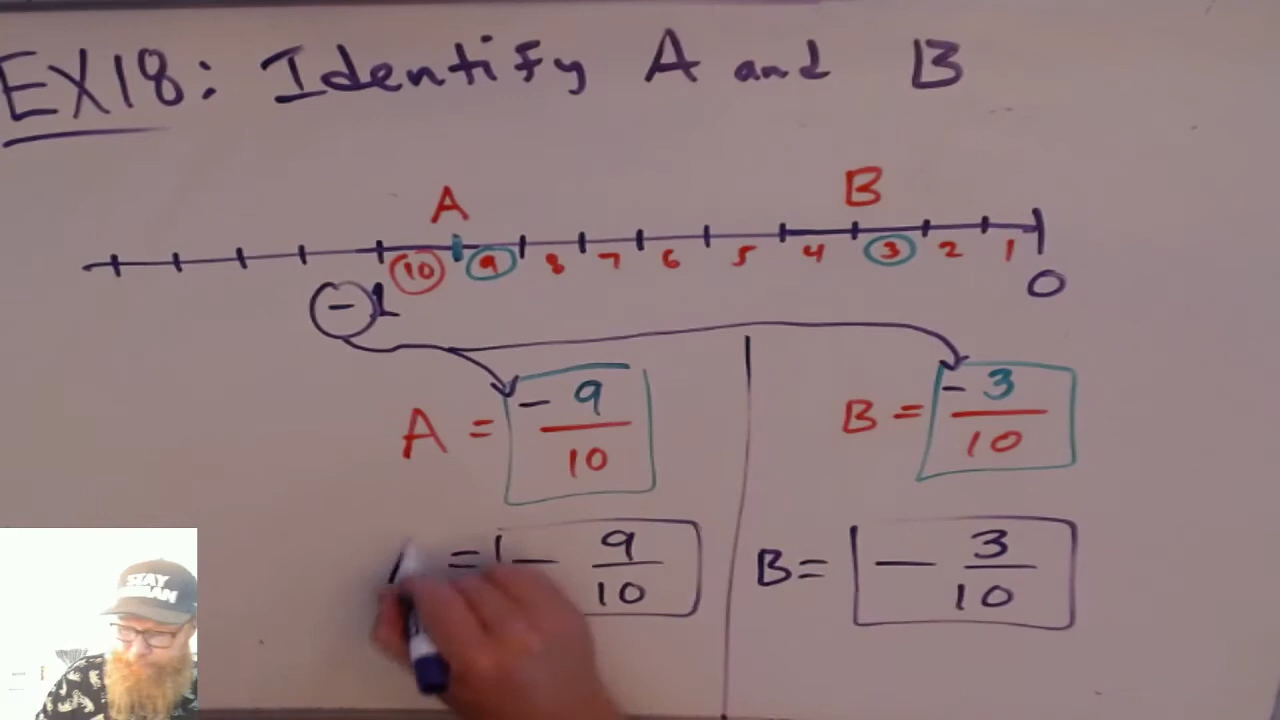 EX18: Identify A and B
A B
10 9 8 7 6 5 4 3 2 1
-1 0
A = -9/10 B = -3/10
= - 9/10 B = - 3/10
STAY